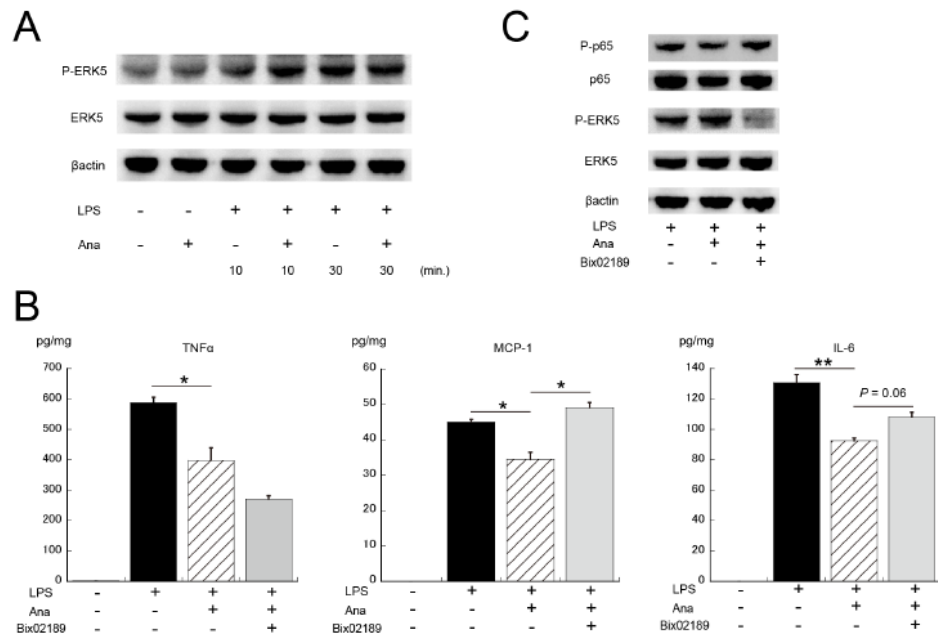 A
P-ERK5
ERK5
βactin
LPS - - + + + +
Ana - + - + - +
10 10 30 30 (min.)
C
P-p65
p65
P-ERK5
ERK5
βactin
LPS + + +
Ana - + +
Bix02189 - - +
B
pg/mg
TNFα
700
600
500
400
300
200
100
0
*
LPS - + + +
Ana - - + +
Bix02189 - - - +
pg/mg
MCP-1
60
50
40
30
20
10
0
* *
LPS - + + +
Ana - - + +
Bix02189 - - - +
pg/mg
IL-6
140
120
100
80
60
40
20
0
**
P = 0.06
LPS - + + +
Ana - - + +
Bix02189 - - - +